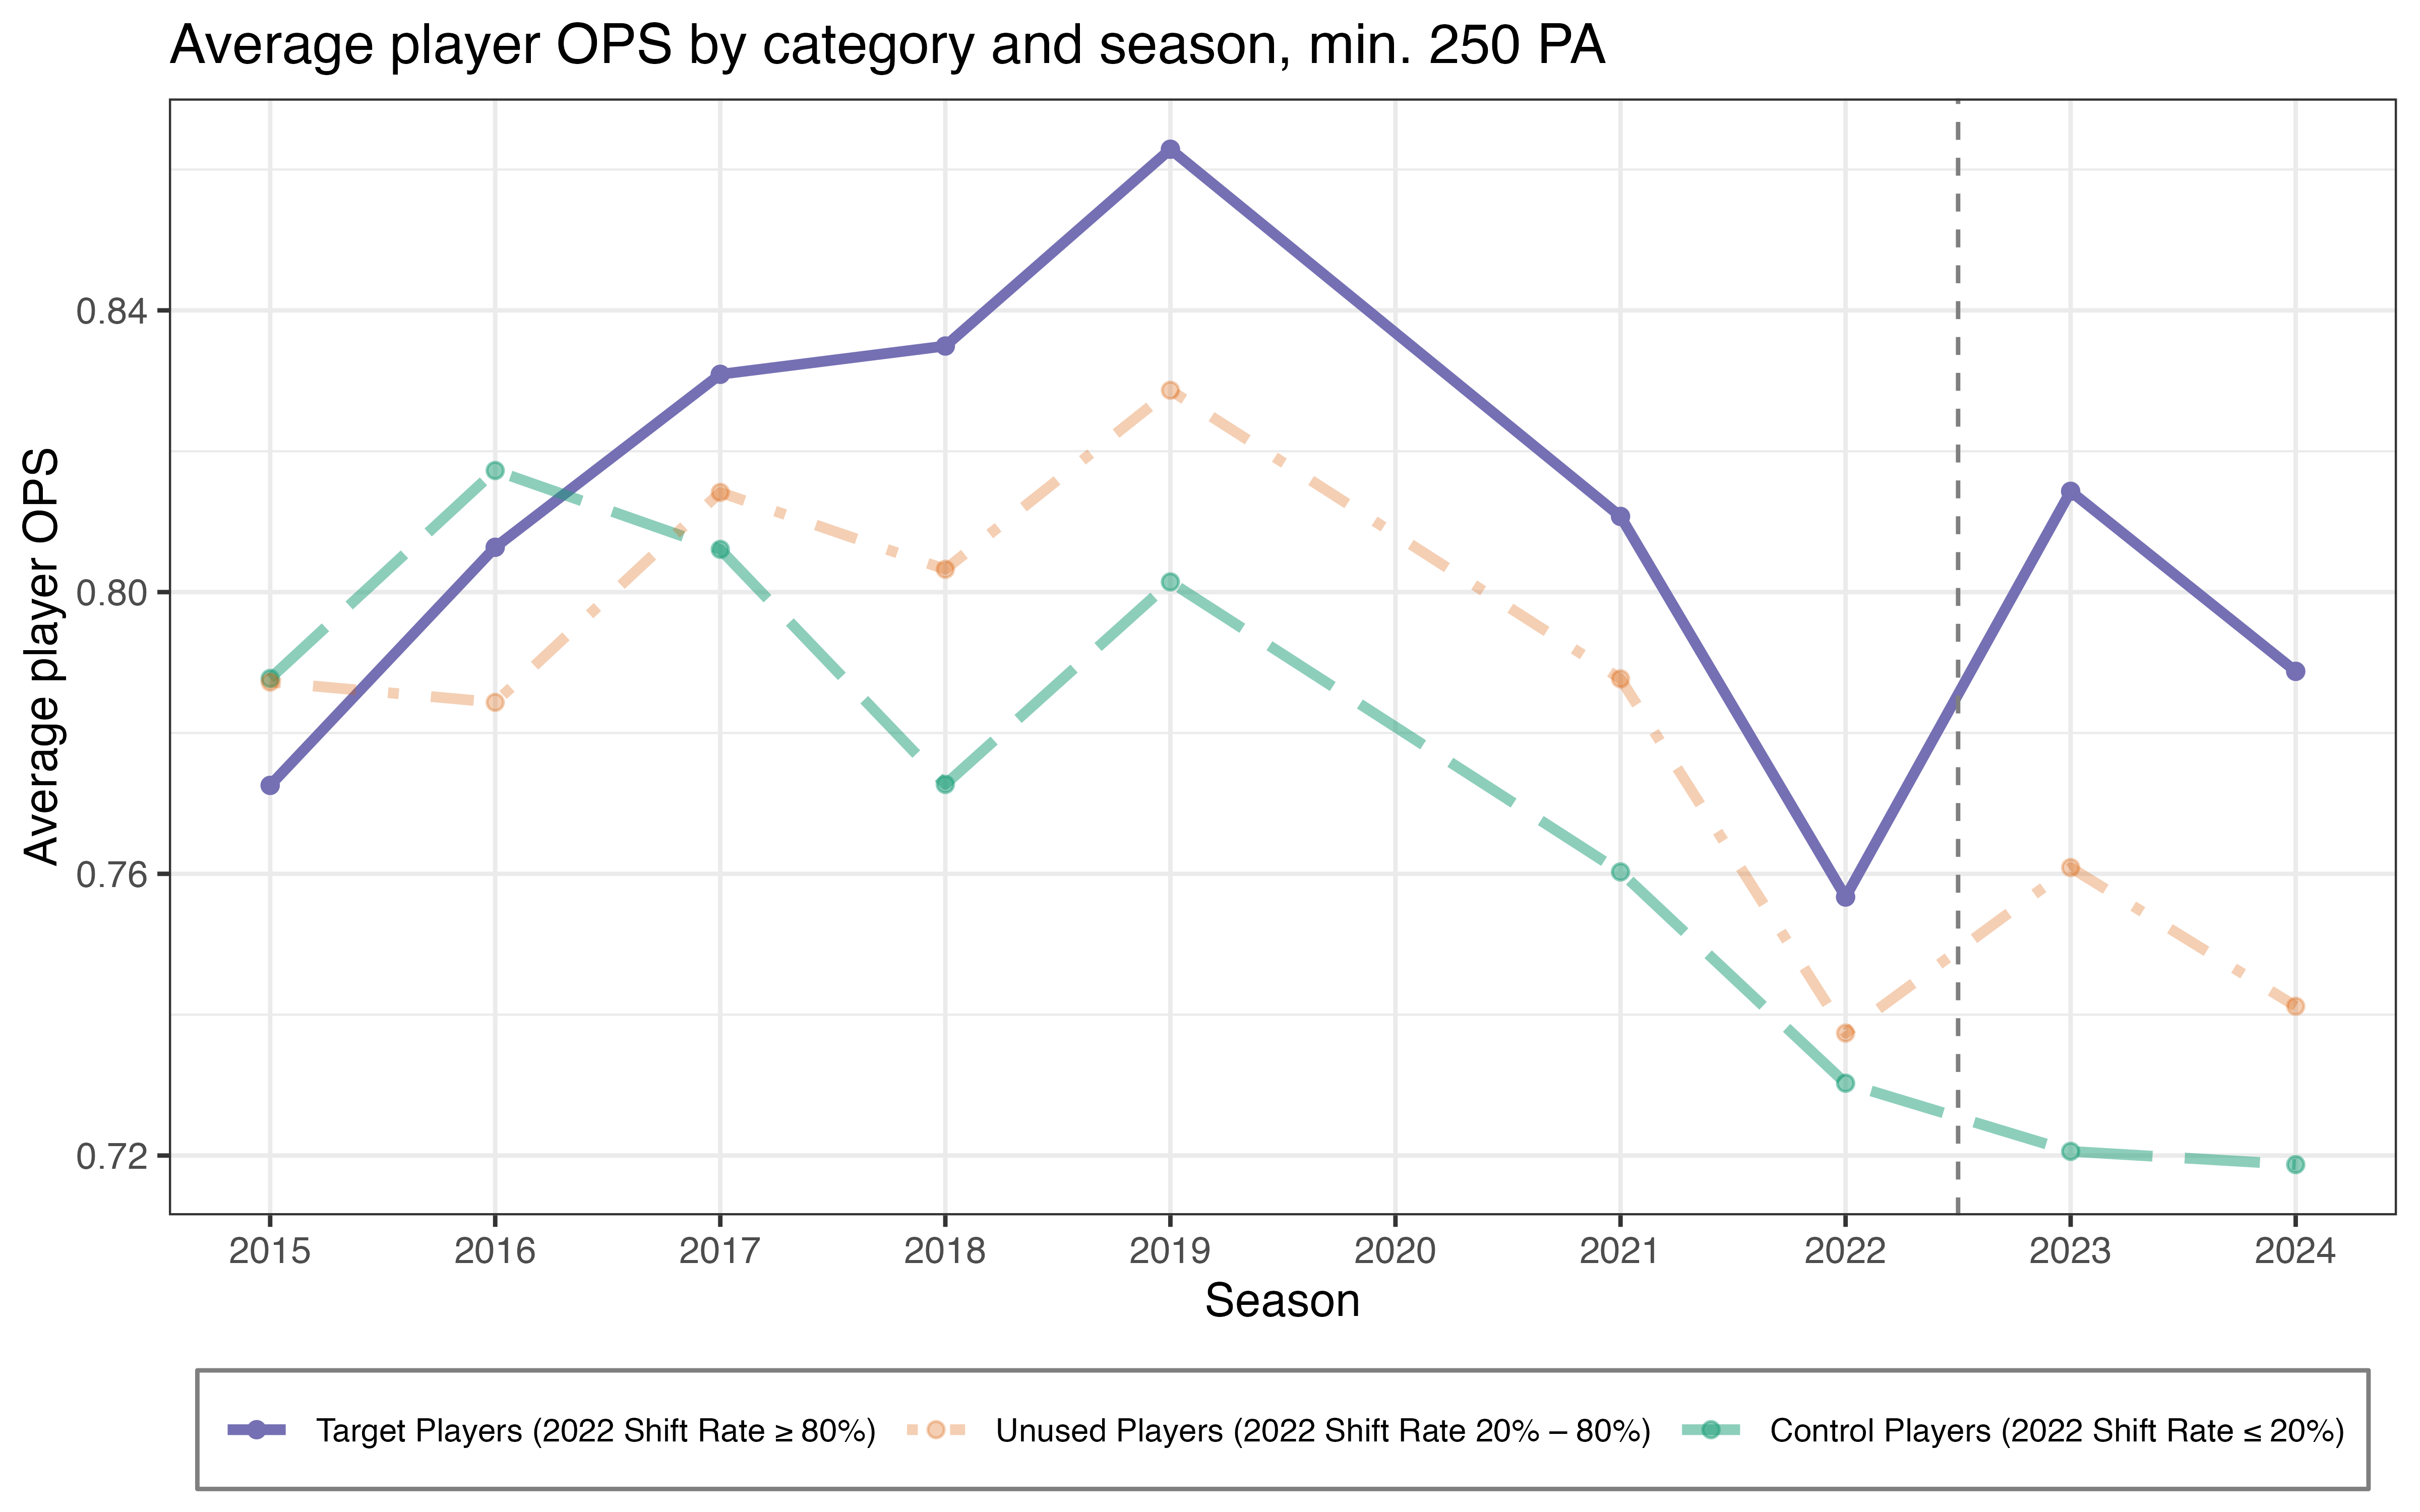 Average player OPS by category and season, min. 250 PA
Average player OPS
0.84
0.80
0.76
0.72
2015 2016 2017 2018 2019 2020 2021 2022 2023 2024
Season
Target Players (2022 Shift Rate ≥ 80%) Unused Players (2022 Shift Rate 20% – 80%) Control Players (2022 Shift Rate ≤ 20%)